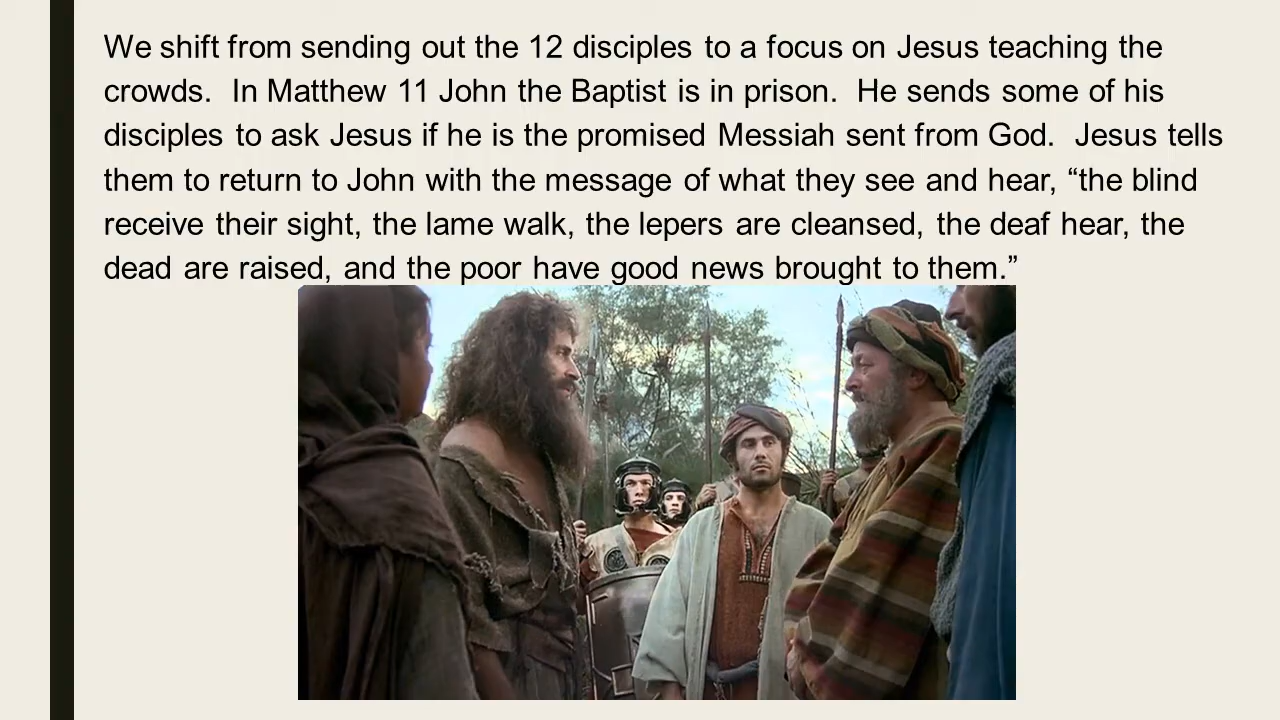 We shift from sending out the 12 disciples to a focus on Jesus teaching the
crowds.  In Matthew 11 John the Baptist is in prison.  He sends some of his
disciples to ask Jesus if he is the promised Messiah sent from God.  Jesus tells
them to return to John with the message of what they see and hear, “the blind
receive their sight, the lame walk, the lepers are cleansed, the deaf hear, the
dead are raised, and the poor have good news brought to them.”